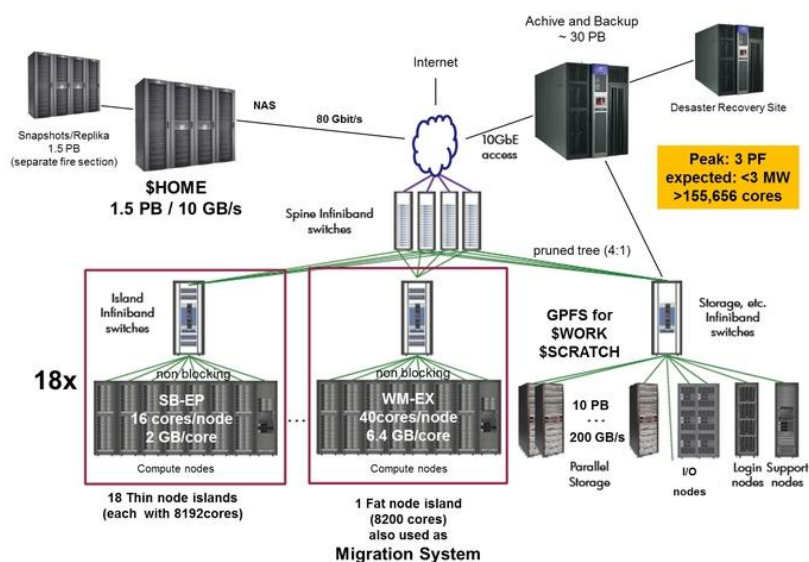 Achive and Backup
~ 30 PB
Internet
NAS
80 Gbit/s
10GbE
access
Desaster Recovery Site
Snapshots/Replika
1.5 PB
(separate fire section)
$HOME
1.5 PB / 10 GB/s
Peak: 3 PF
expected: <3 MW
>155,656 cores
Spine Infiniband
switches
pruned tree (4:1)
Island
Infiniband
switches
GPFS for
$WORK
$SCRATCH
Storage, etc.
Infiniband
switches
18x
non blocking
SB-EP
16 cores/node
2 GB/core
Compute nodes
...
non blocking
WM-EX
40cores/node
6.4 GB/core
Compute nodes
10 PB
...
200 GB/s
Parallel
Storage
I/O
nodes
Login
nodes
Support
nodes
18 Thin node islands
(each with 8192cores)
1 Fat node island
(8200 cores)
also used as
Migration System